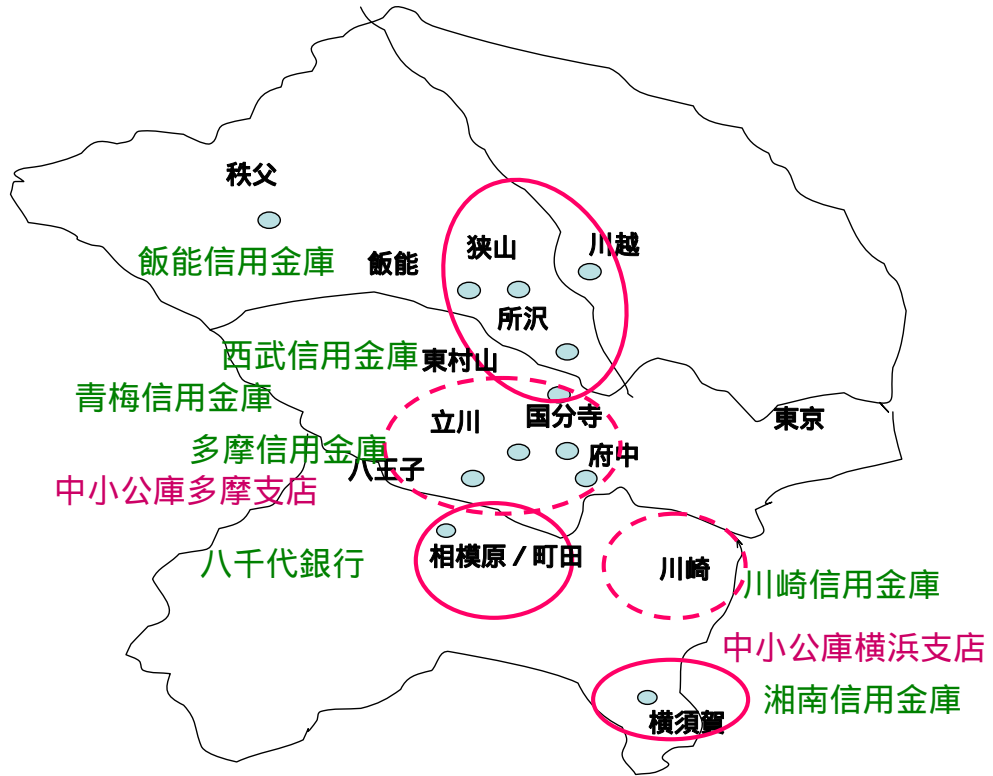 秩父
狭山
川越
飯能信用金庫
飯能
所沢
西武信用金庫
東村山
青梅信用金庫
立川
国分寺
東京
多摩信用金庫
八王子
府中
中小公庫多摩支店
八千代銀行
相模原／町田
川崎
川崎信用金庫
中小公庫横浜支店
湘南信用金庫
横須賀